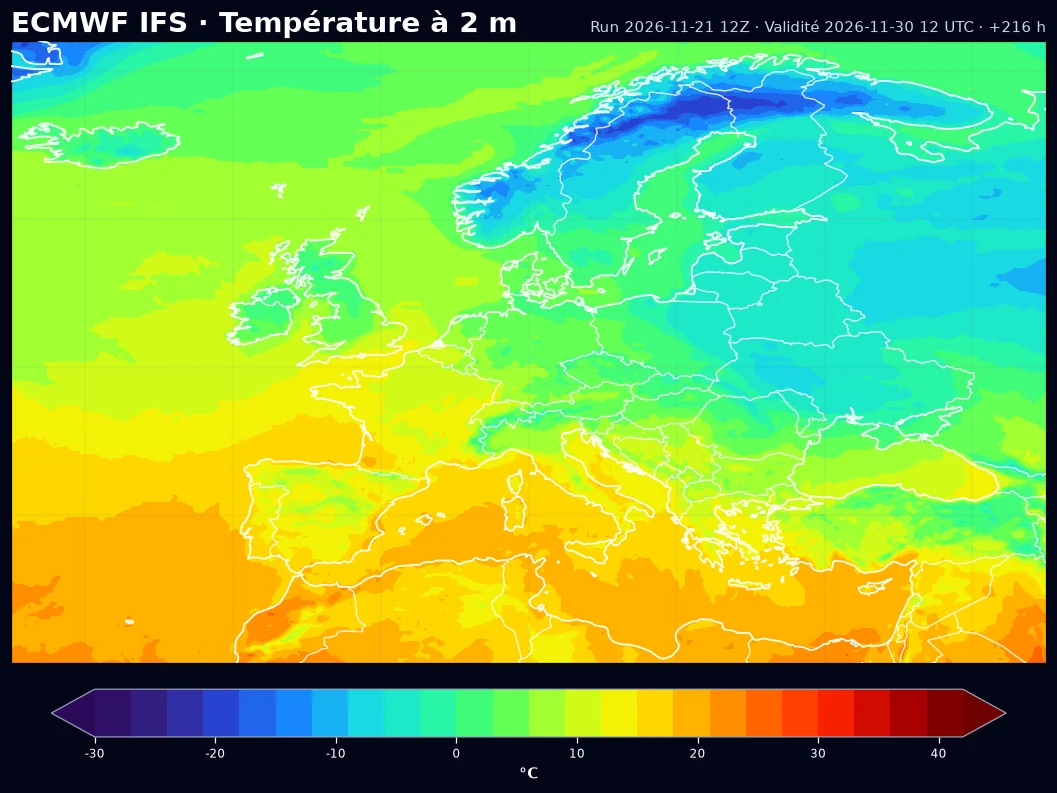 ECMWF IFS · Température à 2 m
Run 2026-11-21 12Z · Validité 2026-11-30 12 UTC · +216 h
-30 -20 -10 0 10 20 30 40
°C